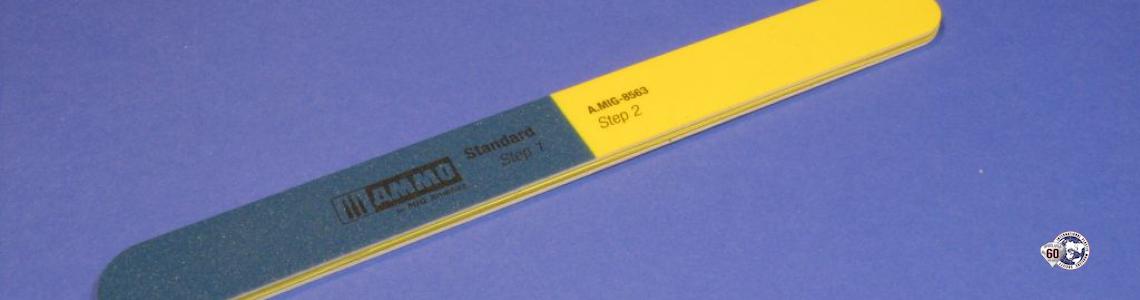 AMMO
by MIG Jimenez
Standard
Step 1
A.MIG-8563
Step 2
60